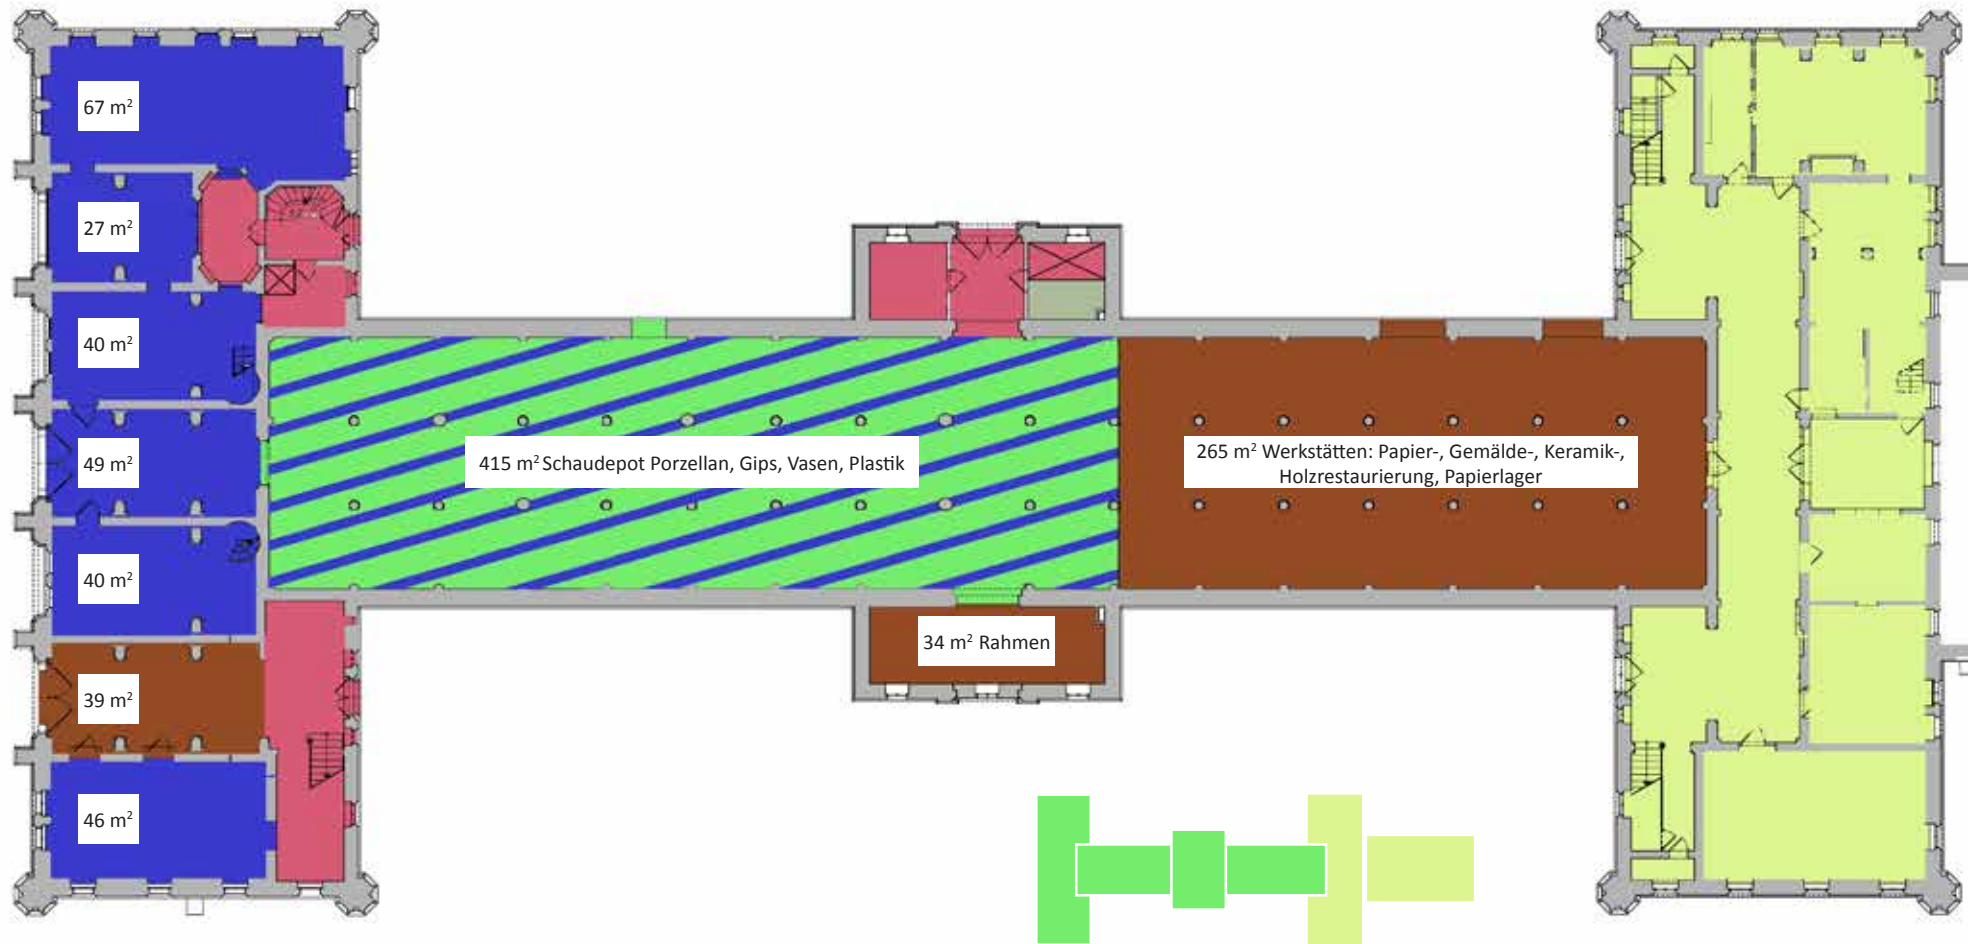 67 m²
27 m²
40 m²
49 m²
40 m²
39 m²
46 m²
415 m² Schaudepot Porzellan, Gips, Vasen, Plastik
265 m² Werkstätten: Papier-, Gemälde-, Keramik-,
Holzrestaurierung, Papierlager
34 m² Rahmen